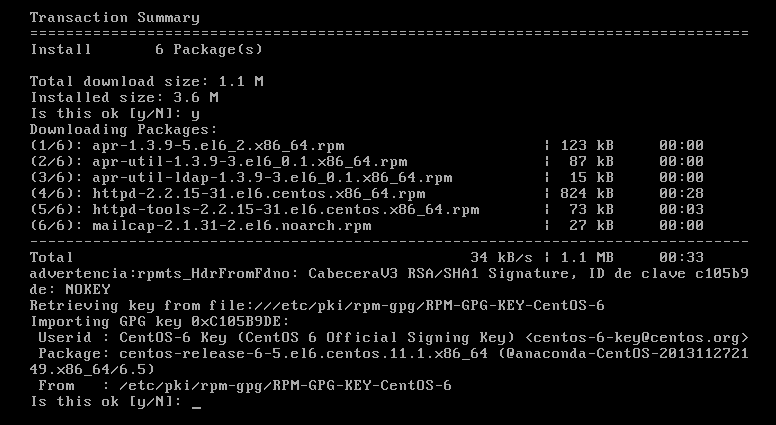 Transaction Summary
================================================================================
Install       6 Package(s)
Total download size: 1.1 M
Installed size: 3.6 M
Is this ok [y/N]: y
Downloading Packages:
(1/6): apr-1.3.9-5.el6_2.x86_64.rpm                      | 123 kB     00:00
(2/6): apr-util-1.3.9-3.el6_0.1.x86_64.rpm               |  87 kB     00:00
(3/6): apr-util-ldap-1.3.9-3.el6_0.1.x86_64.rpm          |  15 kB     00:00
(4/6): httpd-2.2.15-31.el6.centos.x86_64.rpm             | 824 kB     00:28
(5/6): httpd-tools-2.2.15-31.el6.centos.x86_64.rpm       |  73 kB     00:03
(6/6): mailcap-2.1.31-2.el6.noarch.rpm                   |  27 kB     00:00
--------------------------------------------------------------------------------
Total                                            34 kB/s | 1.1 MB     00:33
advertencia:rpmts_HdrFromFdno: CabeceraV3 RSA/SHA1 Signature, ID de clave c105b9
de: NOKEY
Retrieving key from file:///etc/pki/rpm-gpg/RPM-GPG-KEY-CentOS-6
Importing GPG key 0xC105B9DE:
 Userid : CentOS-6 Key (CentOS 6 Official Signing Key) <centos-6-key@centos.org>
 Package: centos-release-6-5.el6.centos.11.1.x86_64 (@anaconda-CentOS-2013112721
49.x86_64/6.5)
 From   : /etc/pki/rpm-gpg/RPM-GPG-KEY-CentOS-6
Is this ok [y/N]: _